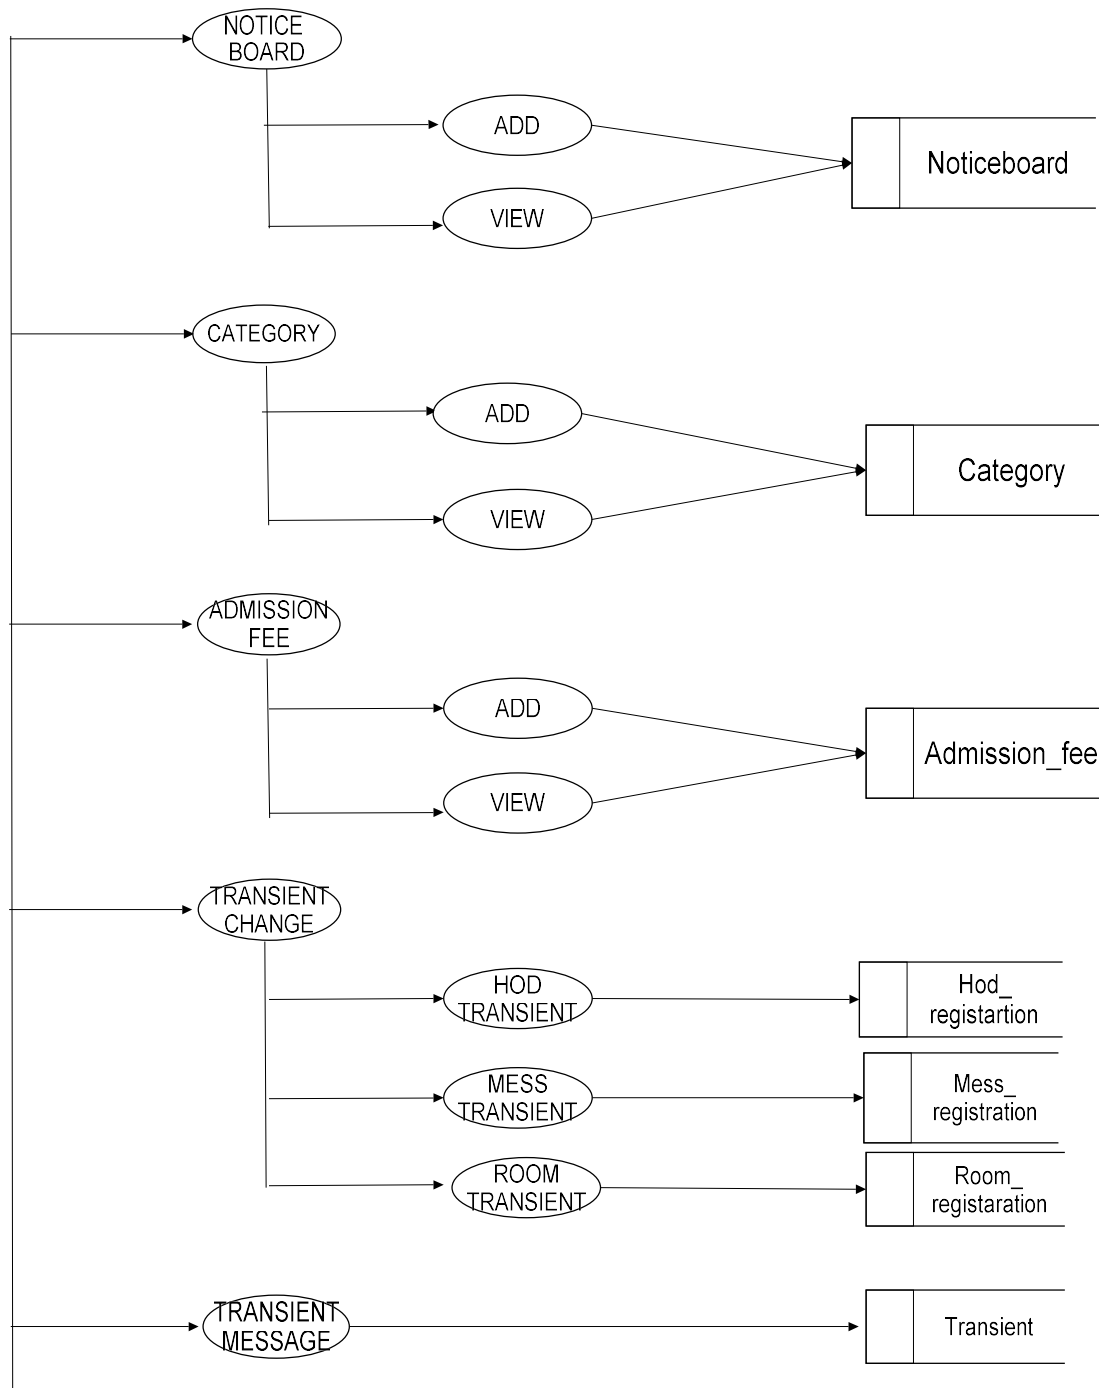 NOTICE
BOARD
ADD
Noticeboard
VIEW
CATEGORY
ADD
Category
VIEW
ADMISSION
FEE
ADD
Admission_fee
VIEW
TRANSIENT
CHANGE
HOD
TRANSIENT
Hod_
registartion
MESS
TRANSIENT
Mess_
registration
ROOM
TRANSIENT
Room_
registaration
TRANSIENT
MESSAGE
Transient